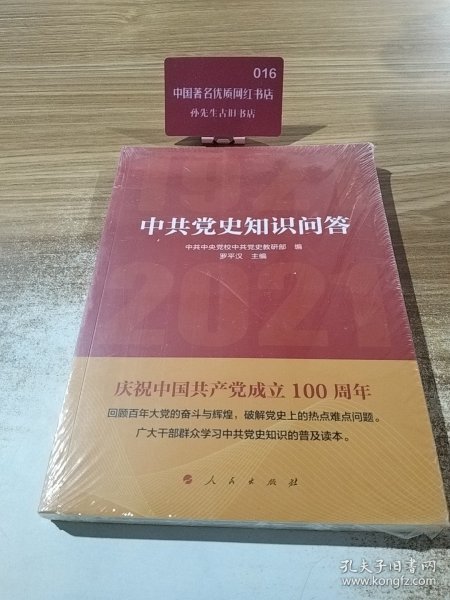 016
中国著名优质网红书店
孙先生古旧书店
1921
中共党史知识问答
中共中央党校中共党史教研部 编
罗平汉 主编
2021
庆祝中国共产党成立 100 周年
回顾百年大党的奋斗与辉煌，破解党史上的热点难点问题。
广大干部群众学习中共党史知识的普及读本。
人民出版社
孔夫子旧书网
www.kongfz.com